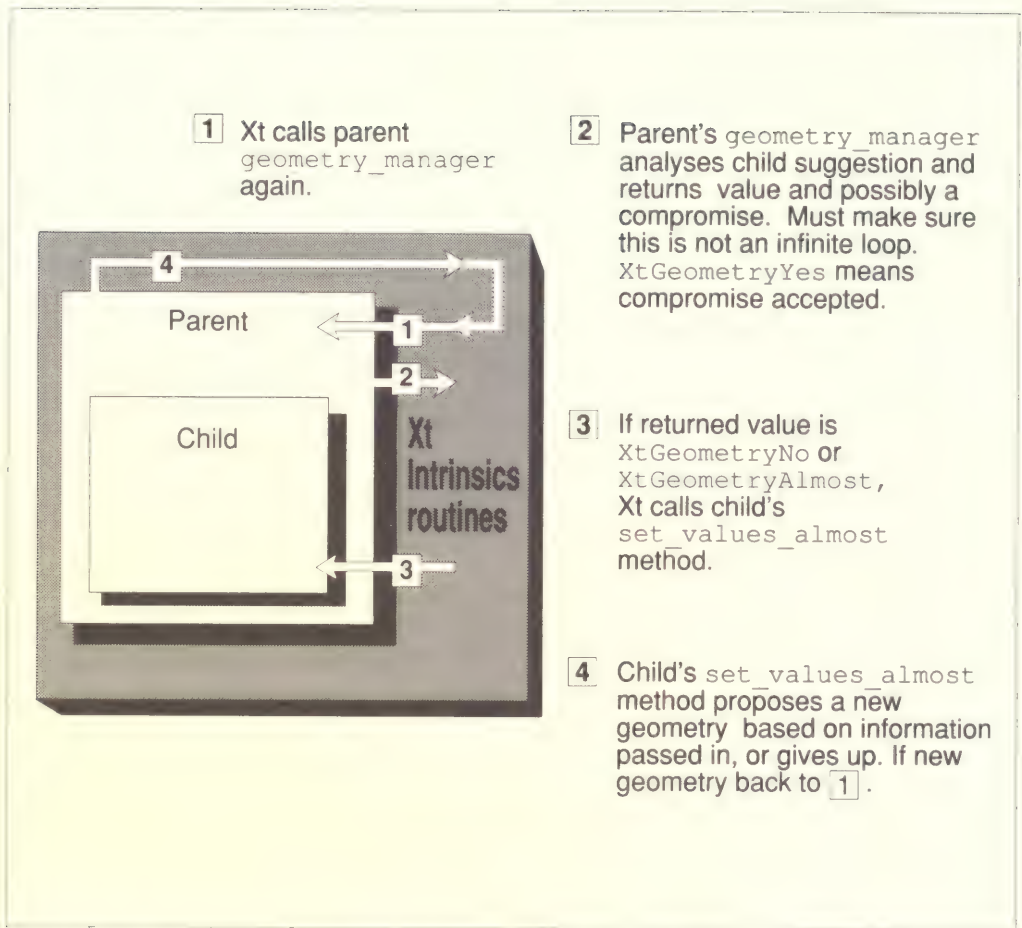 1 Xt calls parent
geometry_manager
again.
2 Parent's geometry_manager
analyses child suggestion and
returns value and possibly a
compromise. Must make sure
this is not an infinite loop.
XtGeometryYes means
compromise accepted.
4
Parent
1
2
Child
Xt
Intrinsics
routines
3
3 If returned value is
XtGeometryNo or
XtGeometryAlmost,
Xt calls child's
set_values_almost
method.
4 Child's set_values_almost
method proposes a new
geometry based on information
passed in, or gives up. If new
geometry back to 1 .